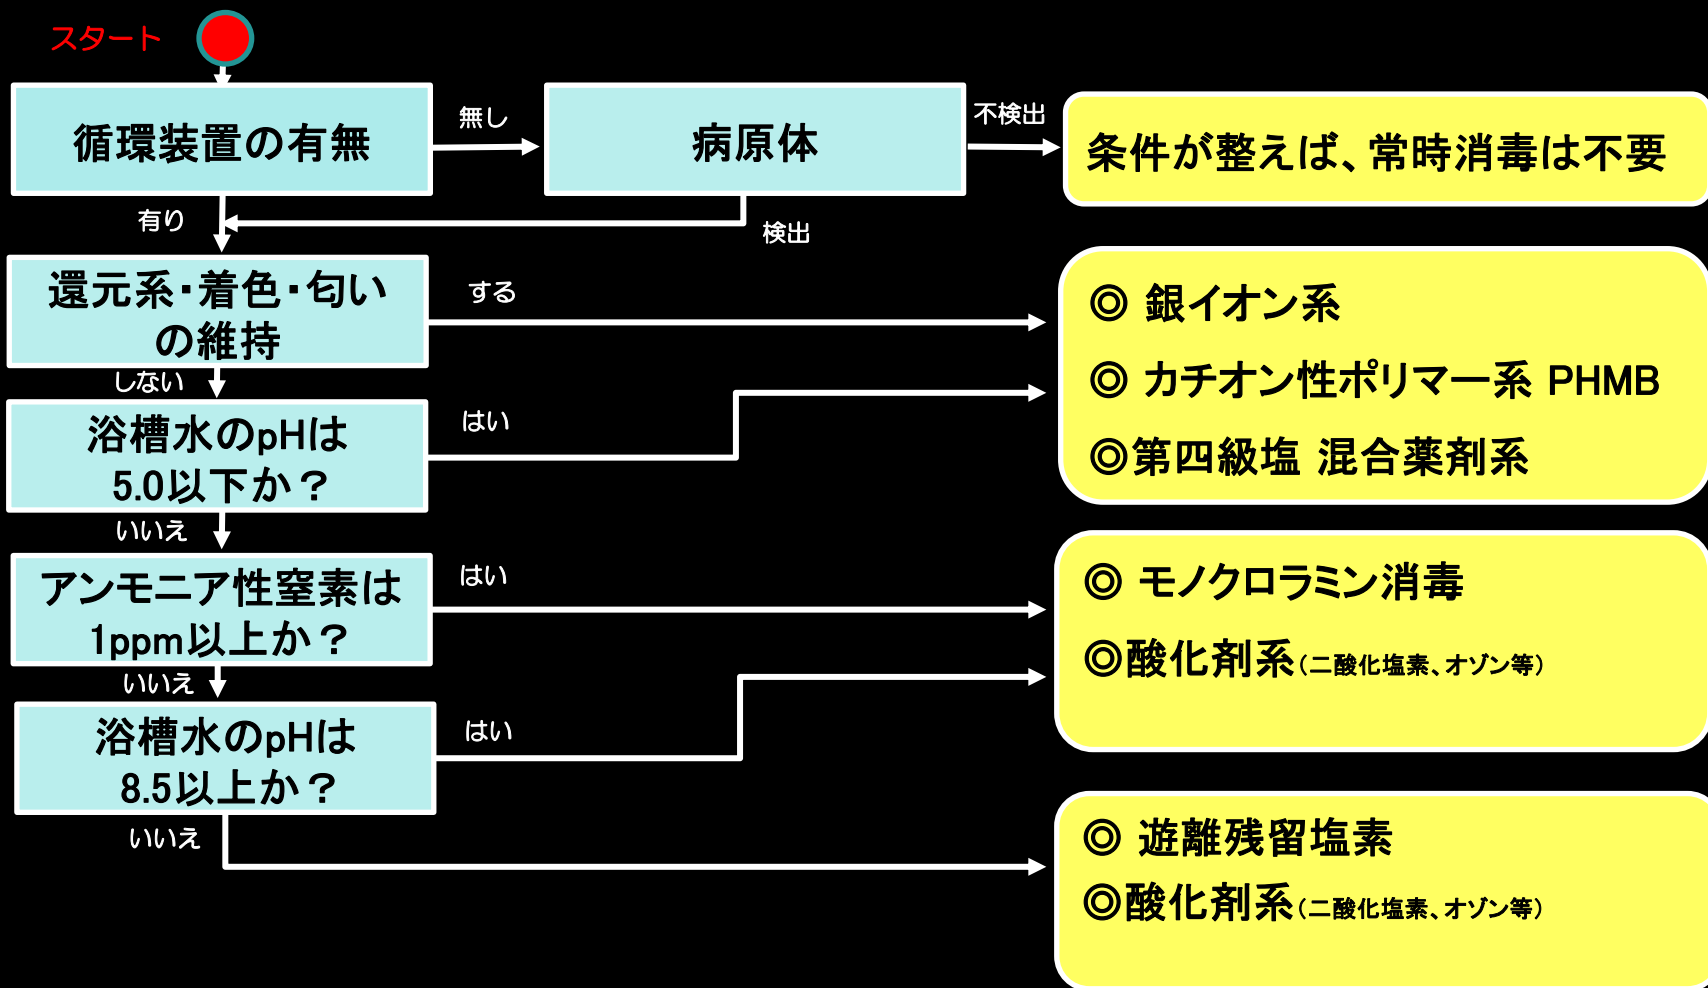 スタート
循環装置の有無
無し
病原体
不検出
条件が整えば、常時消毒は不要
有り
検出
還元系・着色・匂い
の維持
する
◎ 銀イオン系
◎ カチオン性ポリマー系 PHMB
◎第四級塩 混合薬剤系
しない
浴槽水のpHは
5.0以下か？
はい
いいえ
アンモニア性窒素は
1ppm以上か？
はい
◎ モノクロラミン消毒
◎酸化剤系（二酸化塩素、オゾン等）
いいえ
浴槽水のpHは
8.5以上か？
はい
いいえ
◎ 遊離残留塩素
◎酸化剤系（二酸化塩素、オゾン等）